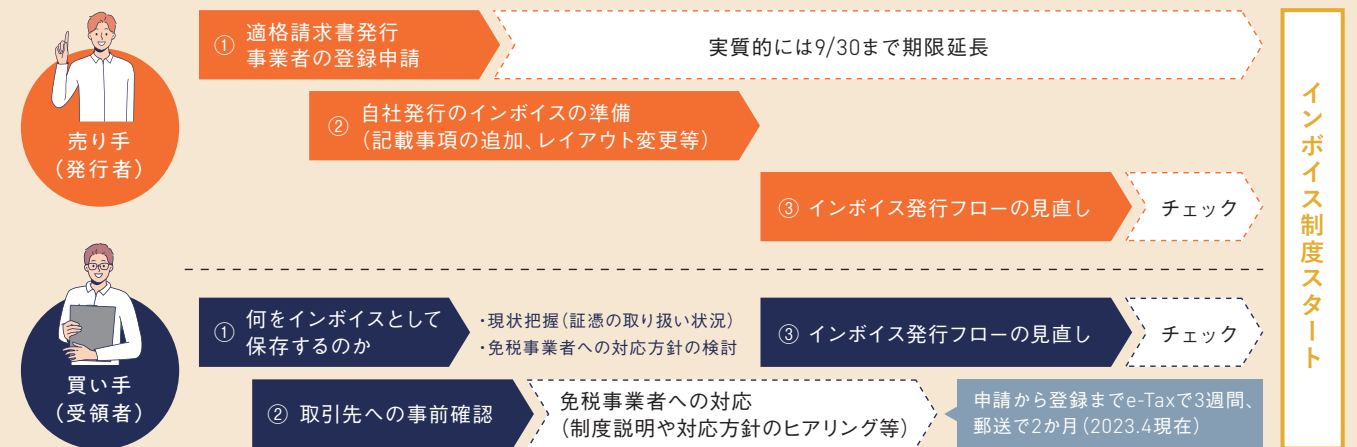 売り手
（発行者）
① 適格請求書発行
事業者の登録申請
実質的には9/30まで期限延長
② 自社発行のインボイスの準備
（記載事項の追加、レイアウト変更等）
③ インボイス発行フローの見直し
チェック
買い手
（受領者）
① 何をインボイスとして
保存するのか
・現状把握（証憑の取り扱い状況）
・免税事業者への対応方針の検討
③ インボイス発行フローの見直し
チェック
② 取引先への事前確認
免税事業者への対応
（制度説明や対応方針のヒアリング等）
申請から登録までe-Taxで3週間、
郵送で2か月（2023.4現在）
インボイス制度スタート